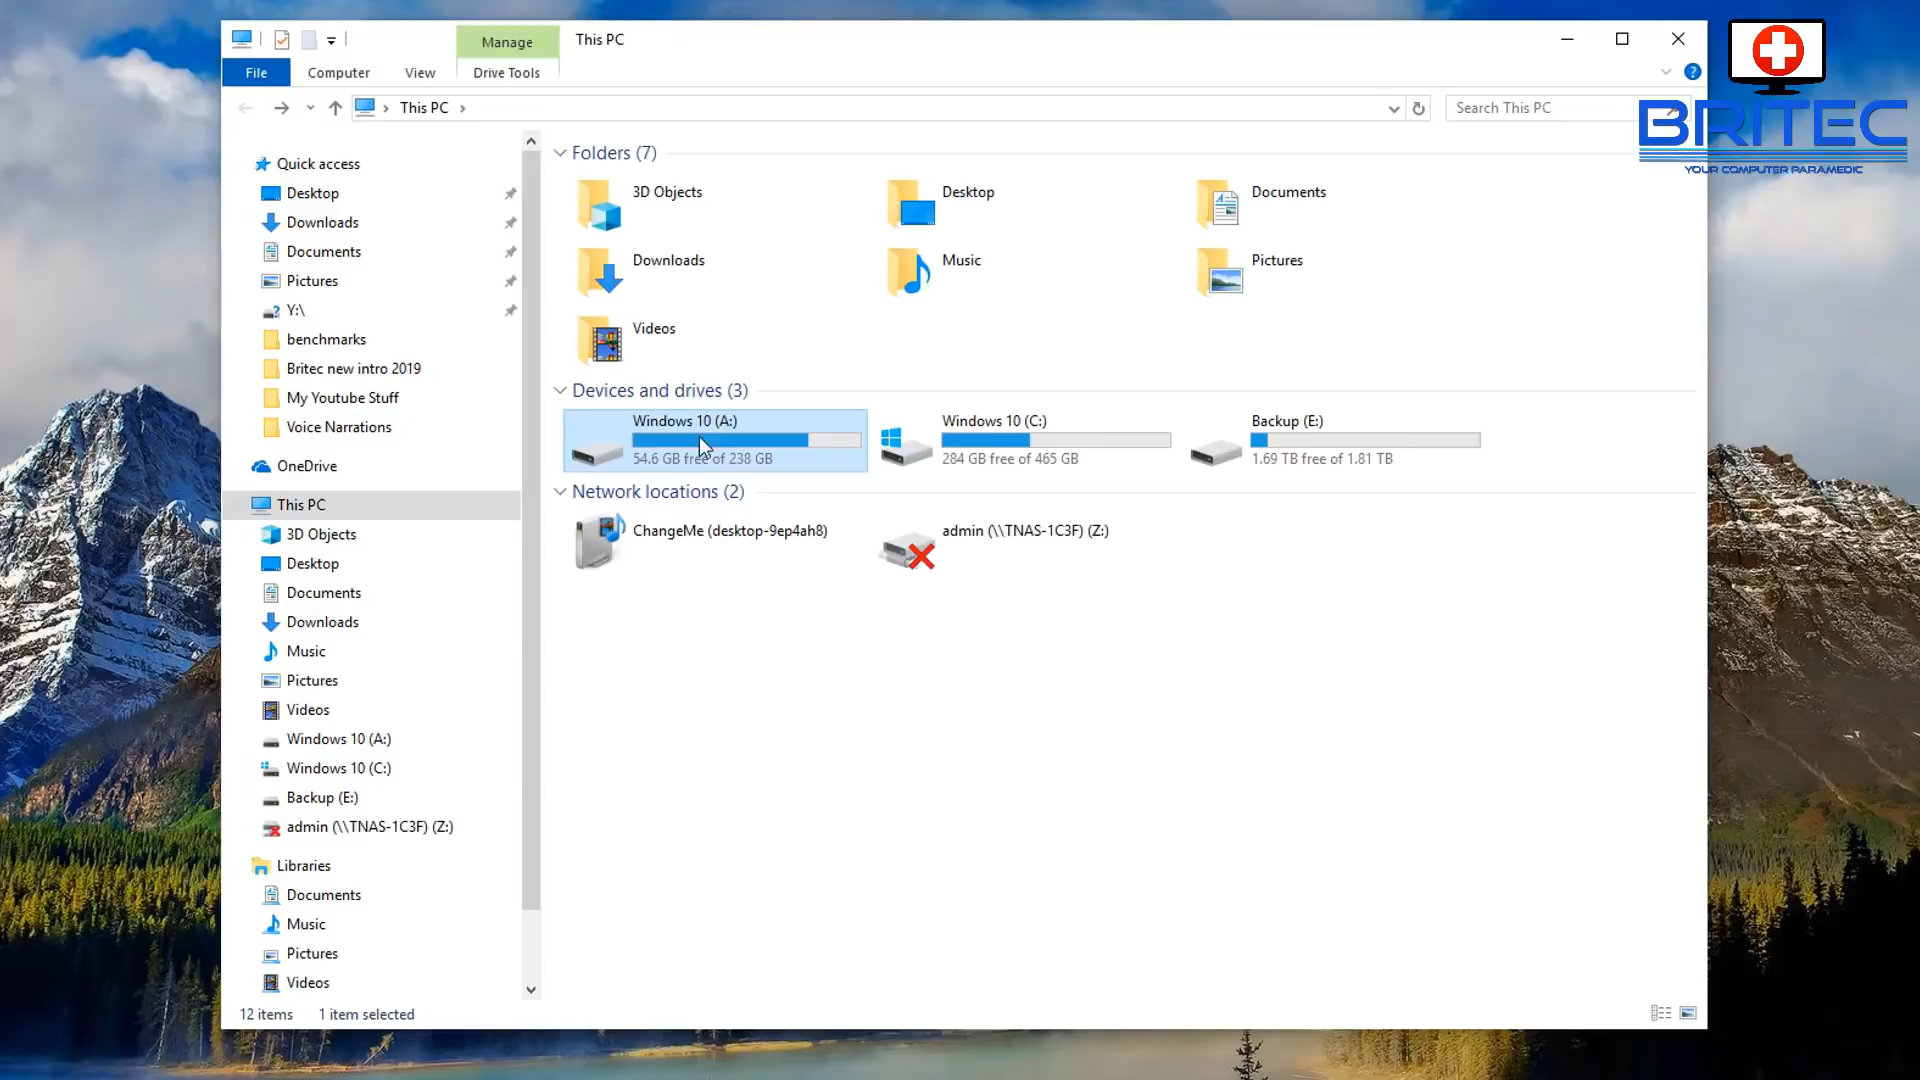 Manage
This PC
File
Computer
View
Drive Tools
This PC
Search This PC
BRITEC
YOUR COMPUTER PARAMEDIC
Quick access
Desktop
Downloads
Documents
Pictures
Y:\
benchmarks
Britec new intro 2019
My Youtube Stuff
Voice Narrations
OneDrive
This PC
3D Objects
Desktop
Documents
Downloads
Music
Pictures
Videos
Windows 10 (A:)
Windows 10 (C:)
Backup (E:)
admin (\\TNAS-1C3F) (Z:)
Libraries
Documents
Music
Pictures
Videos
Folders (7)
3D Objects
Desktop
Documents
Downloads
Music
Pictures
Videos
Devices and drives (3)
Windows 10 (A:)
54.6 GB free of 238 GB
Windows 10 (C:)
284 GB free of 465 GB
Backup (E:)
1.69 TB free of 1.81 TB
Network locations (2)
ChangeMe (desktop-9ep4ah8)
admin (\\TNAS-1C3F) (Z:)
12 items
1 item selected